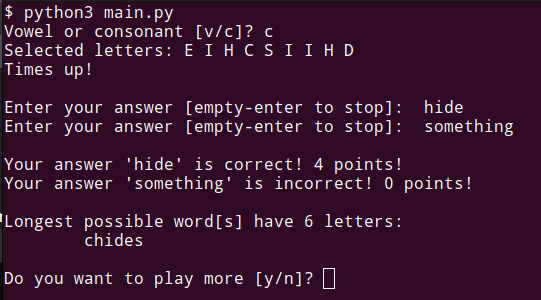 $ python3 main.py
Vowel or consonant [v/c]? c
Selected letters: E I H C S I I H D
Times up!
Enter your answer [empty-enter to stop]:  hide
Enter your answer [empty-enter to stop]:  something
Your answer 'hide' is correct! 4 points!
Your answer 'something' is incorrect! 0 points!
Longest possible word[s] have 6 letters:
        chides
Do you want to play more [y/n]?